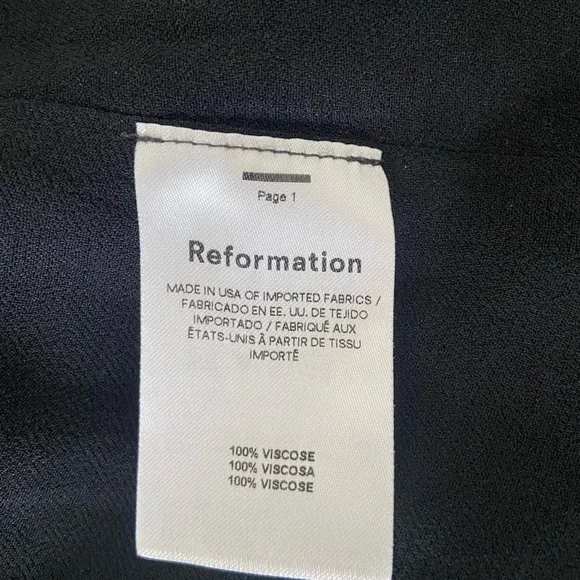 Page 1
Reformation
MADE IN USA OF IMPORTED FABRICS /
FABRICADO EN EE. UU. DE TEJIDO
IMPORTADO / FABRIQUÉ AUX
ÉTATS-UNIS À PARTIR DE TISSU
IMPORTÉ
100% VISCOSE
100% VISCOSA
100% VISCOSE